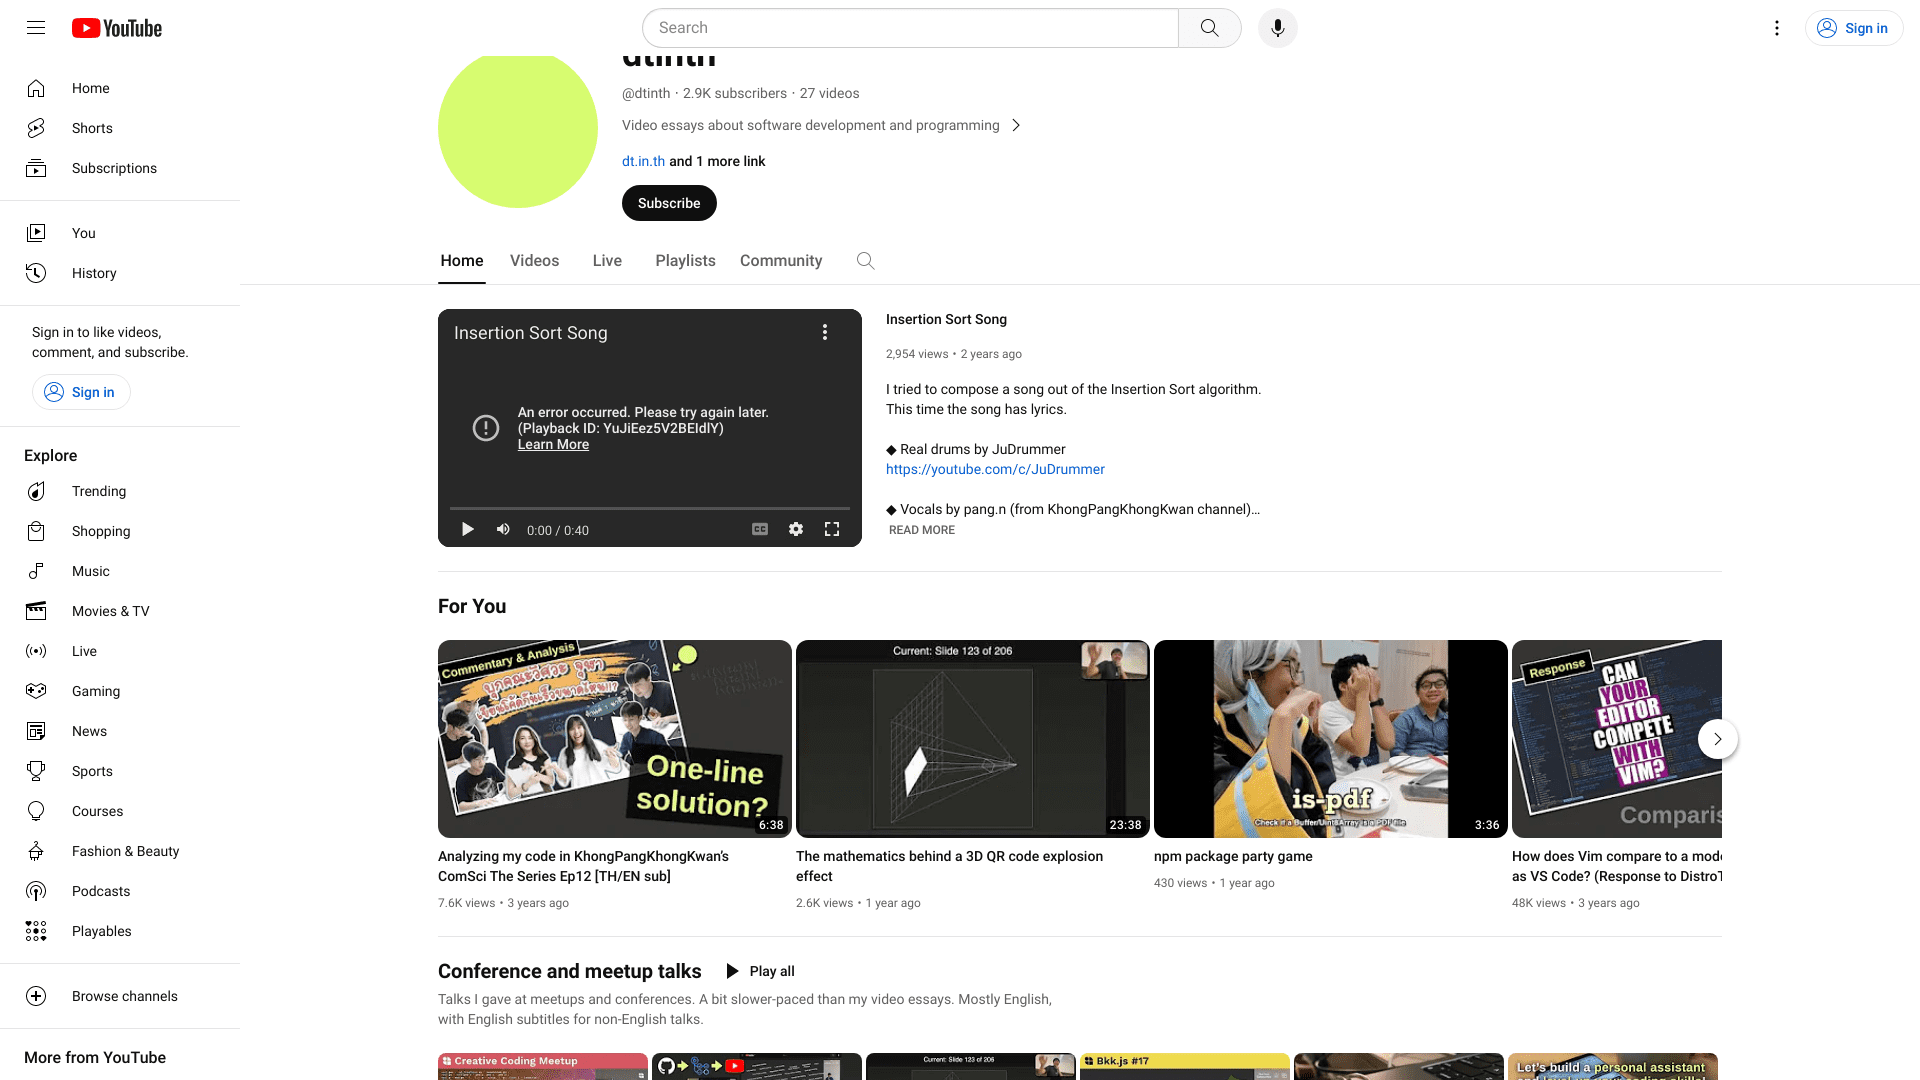 YouTube
Search
Sign in
Home
Shorts
Subscriptions
You
History
Sign in to like videos,
comment, and subscribe.
Sign in
Explore
Trending
Shopping
Music
Movies & TV
Live
Gaming
News
Sports
Courses
Fashion & Beauty
Podcasts
Playables
Browse channels
More from YouTube
dtinth
@dtinth · 2.9K subscribers · 27 videos
Video essays about software development and programming
dt.in.th and 1 more link
Subscribe
Home Videos Live Playlists Community
Insertion Sort Song
An error occurred. Please try again later.
(Playback ID: YuJiEez5V2BEIdlY)
Learn More
0:00 / 0:40
Insertion Sort Song
2,954 views • 2 years ago
I tried to compose a song out of the Insertion Sort algorithm.
This time the song has lyrics.
◆ Real drums by JuDrummer
https://youtube.com/c/JuDrummer
◆ Vocals by pang.n (from KhongPangKhongKwan channel)...
READ MORE
For You
Commentary & Analysis
One-line
solution?
6:38
Analyzing my code in KhongPangKhongKwan’s
ComSci The Series Ep12 [TH/EN sub]
7.6K views • 3 years ago
Current: Slide 123 of 206
23:38
The mathematics behind a 3D QR code explosion
effect
2.6K views • 1 year ago
is-pdf
Check if a Buffer/Uint8Array is a PDF file
3:36
npm package party game
430 views • 1 year ago
Response
CAN
YOUR
EDITOR
COMPETE
WITH
VIM?
Comparis
How does Vim compare to a mod
as VS Code? (Response to Distro
48K views • 3 years ago
Conference and meetup talks
Play all
Talks I gave at meetups and conferences. A bit slower-paced than my video essays. Mostly English,
with English subtitles for non-English talks.
Creative Coding Meetup
Current: Slide 123 of 206
Bkk.js #17
Let's build a personal assistant